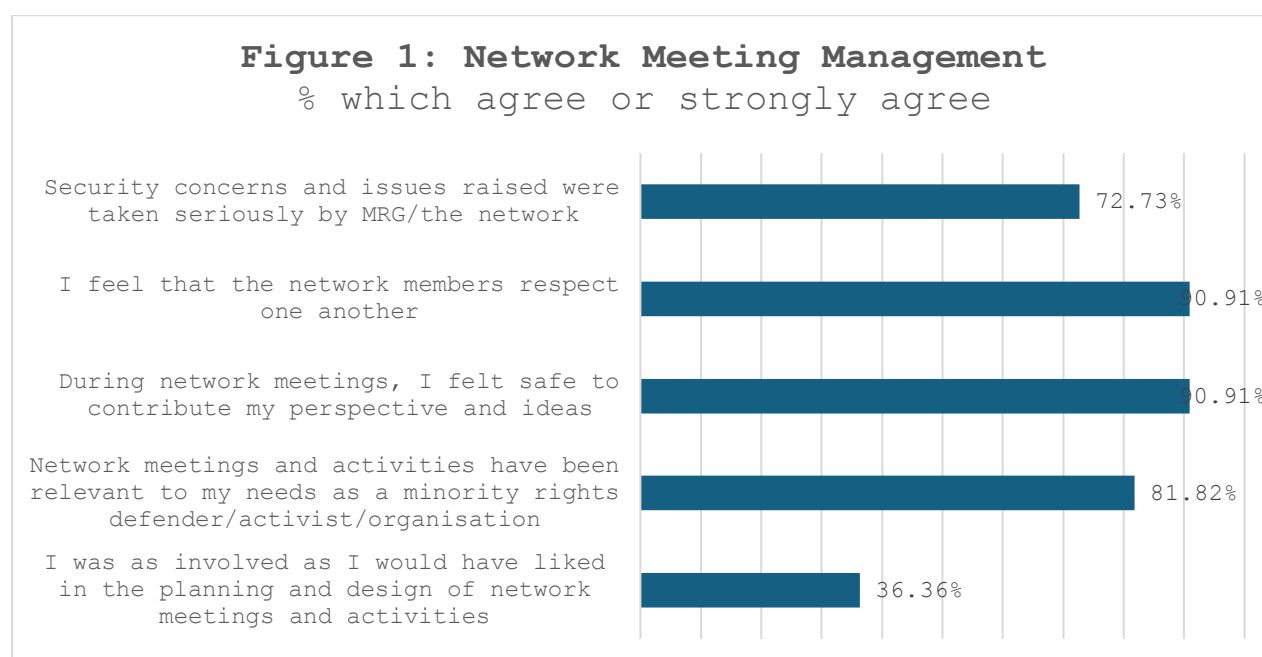 Figure 1: Network Meeting Management
% which agree or strongly agree
Security concerns and issues raised were
taken seriously by MRG/the network
72.73%
I feel that the network members respect
one another
90.91%
During network meetings, I felt safe to
contribute my perspective and ideas
90.91%
Network meetings and activities have been
relevant to my needs as a minority rights
defender/activist/organisation
81.82%
I was as involved as I would have liked
in the planning and design of network
meetings and activities
36.36%